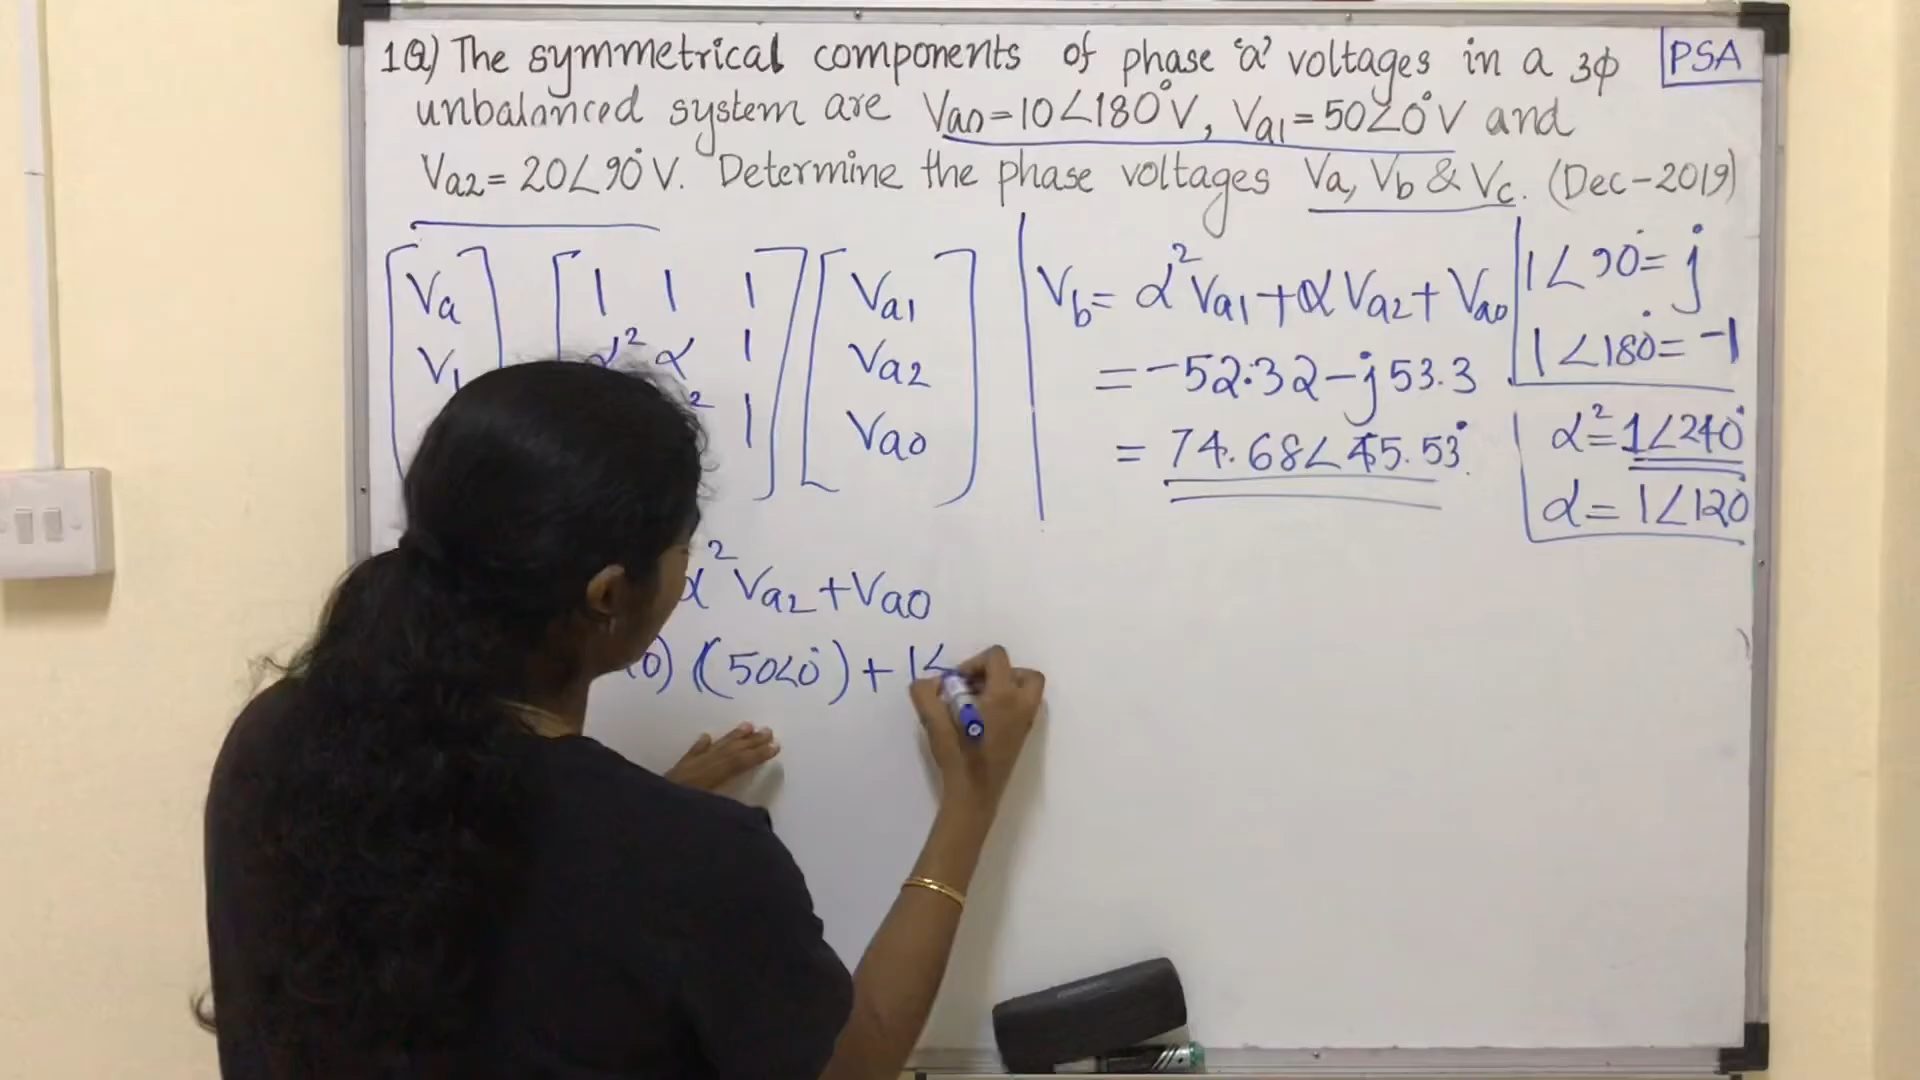 1Q) The symmetrical components of phase 'a' voltages in a 3ϕ
unbalanced system are Va0=10∠180°V, Va1=50∠0°V and
Va2=20∠90°V. Determine the phase voltages Va, Vb & Vc. (Dec-2019)
PSA
Va 1 1 1 Va1
α² α 1 Va2
² 1 Va0
α² Va2+Va0
0) (50∠0°) + 1∠
Vb= α²Va1+αVa2+Va0
=-52.32-j53.3
= 74.68∠45.53°
1∠90°= j
1∠180°= -1
α²=1∠240°
α= 1∠120